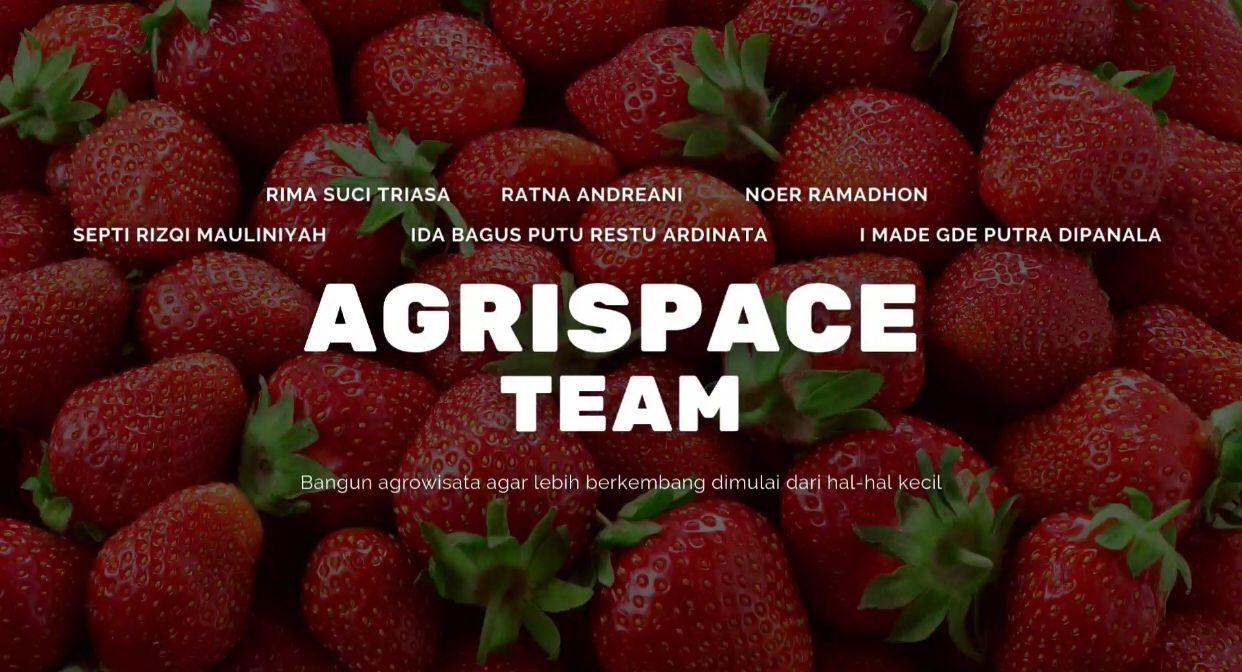 RIMA SUCI TRIASA RATNA ANDREANI NOER RAMADHON
SEPTI RIZQI MAULINIYAH IDA BAGUS PUTU RESTU ARDINATA I MADE GDE PUTRA DIPANALA
AGRISPACE
TEAM
Bangun agrowisata agar lebih berkembang dimulai dari hal-hal kecil